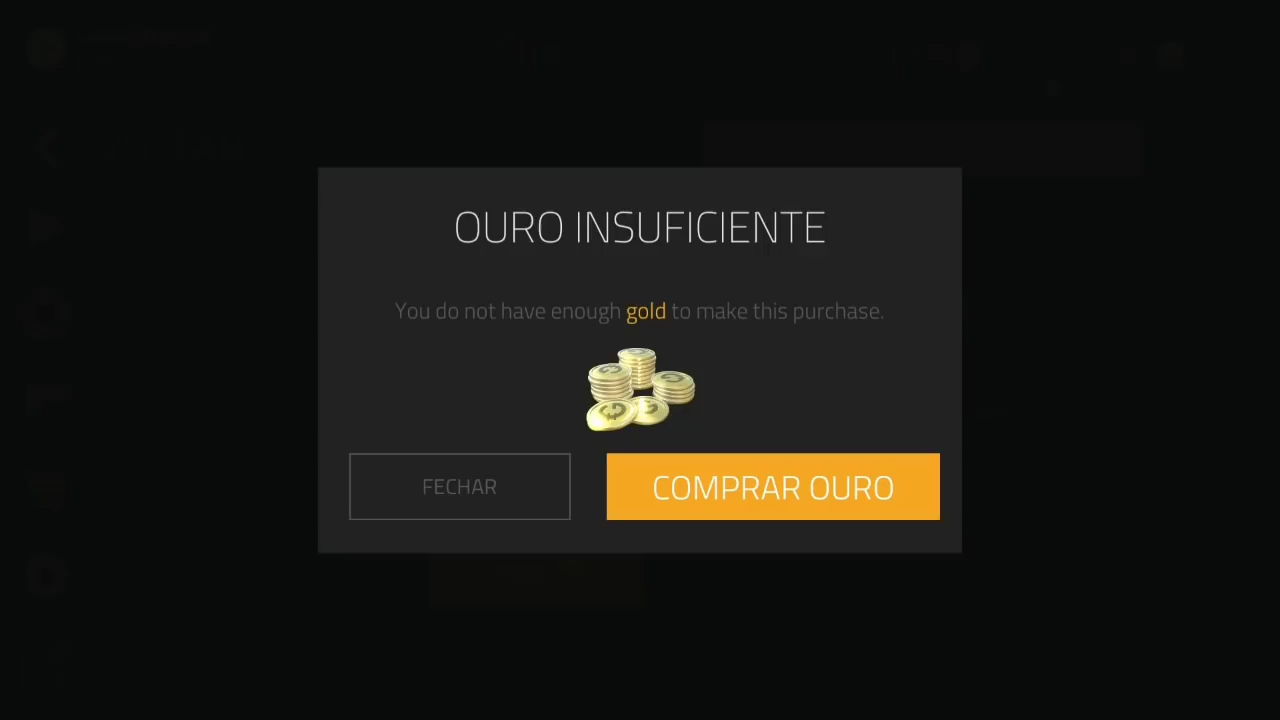 OURO INSUFICIENTE
You do not have enough gold to make this purchase.
FECHAR
COMPRAR OURO